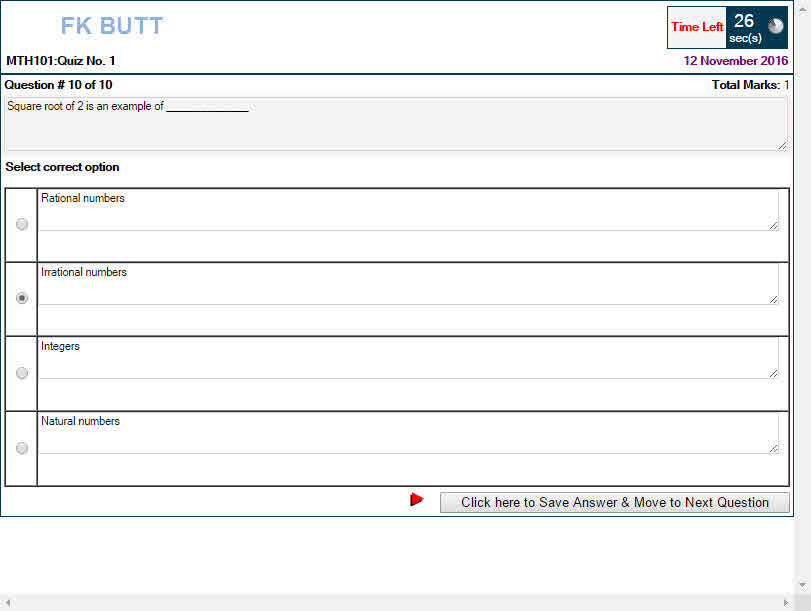 FK BUTT
Time Left 26
sec(s)
MTH101:Quiz No. 1 12 November 2016
Question # 10 of 10 Total Marks: 1
Square root of 2 is an example of _______________
Select correct option
Rational numbers
Irrational numbers
Integers
Natural numbers
Click here to Save Answer & Move to Next Question